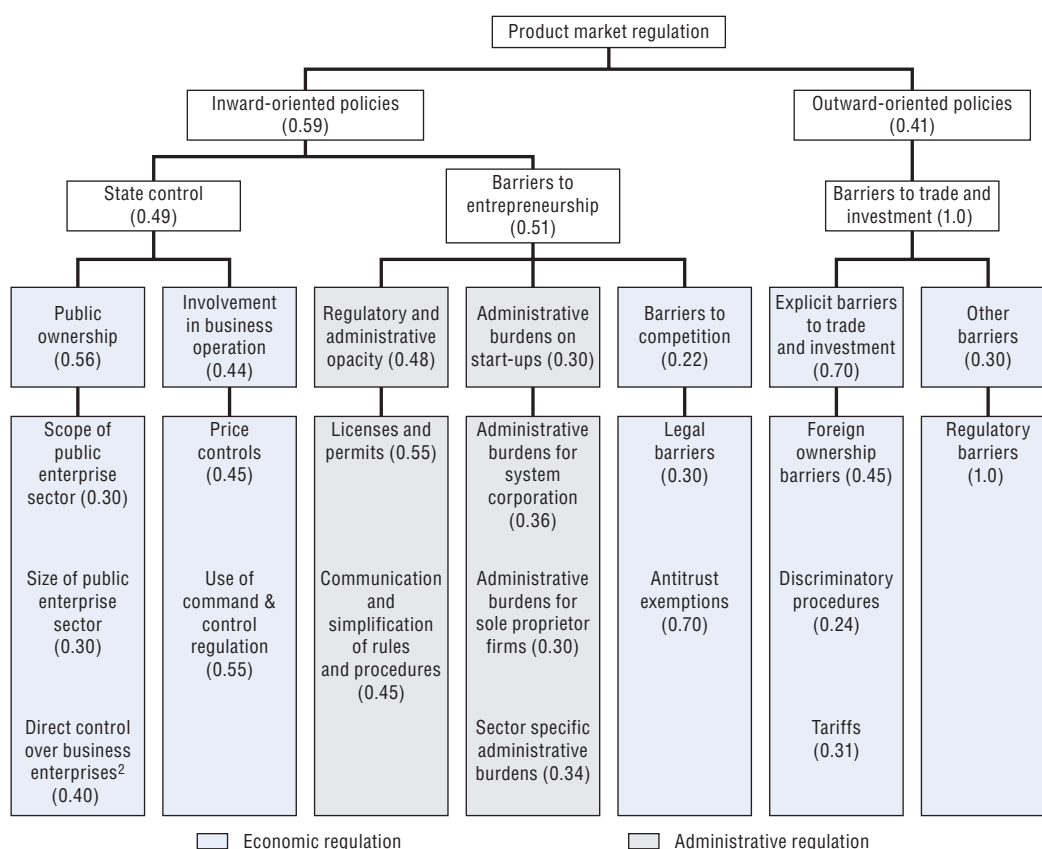 Product market regulation
Inward-oriented policies
(0.59)
Outward-oriented policies
(0.41)
State control
(0.49)
Barriers to
entrepreneurship
(0.51)
Barriers to trade and
investment (1.0)
Public
ownership
(0.56)
Involvement
in business
operation
(0.44)
Regulatory and
administrative
opacity (0.48)
Administrative
burdens on
start-ups (0.30)
Barriers to
competition
(0.22)
Explicit barriers
to trade
and investment
(0.70)
Other
barriers
(0.30)
Scope of
public
enterprise
sector (0.30)
Size of public
enterprise
sector
(0.30)
Direct control
over business
enterprises²
(0.40)
Price
controls
(0.45)
Use of
command &
control
regulation
(0.55)
Licenses and
permits (0.55)
Communication
and
simplification
of rules
and procedures
(0.45)
Administrative
burdens for
system
corporation
(0.36)
Administrative
burdens for
sole proprietor
firms (0.30)
Sector specific
administrative
burdens (0.34)
Legal
barriers
(0.30)
Antitrust
exemptions
(0.70)
Foreign
ownership
barriers (0.45)
Discriminatory
procedures
(0.24)
Tariffs
(0.31)
Regulatory
barriers
(1.0)
Economic regulation
Administrative regulation